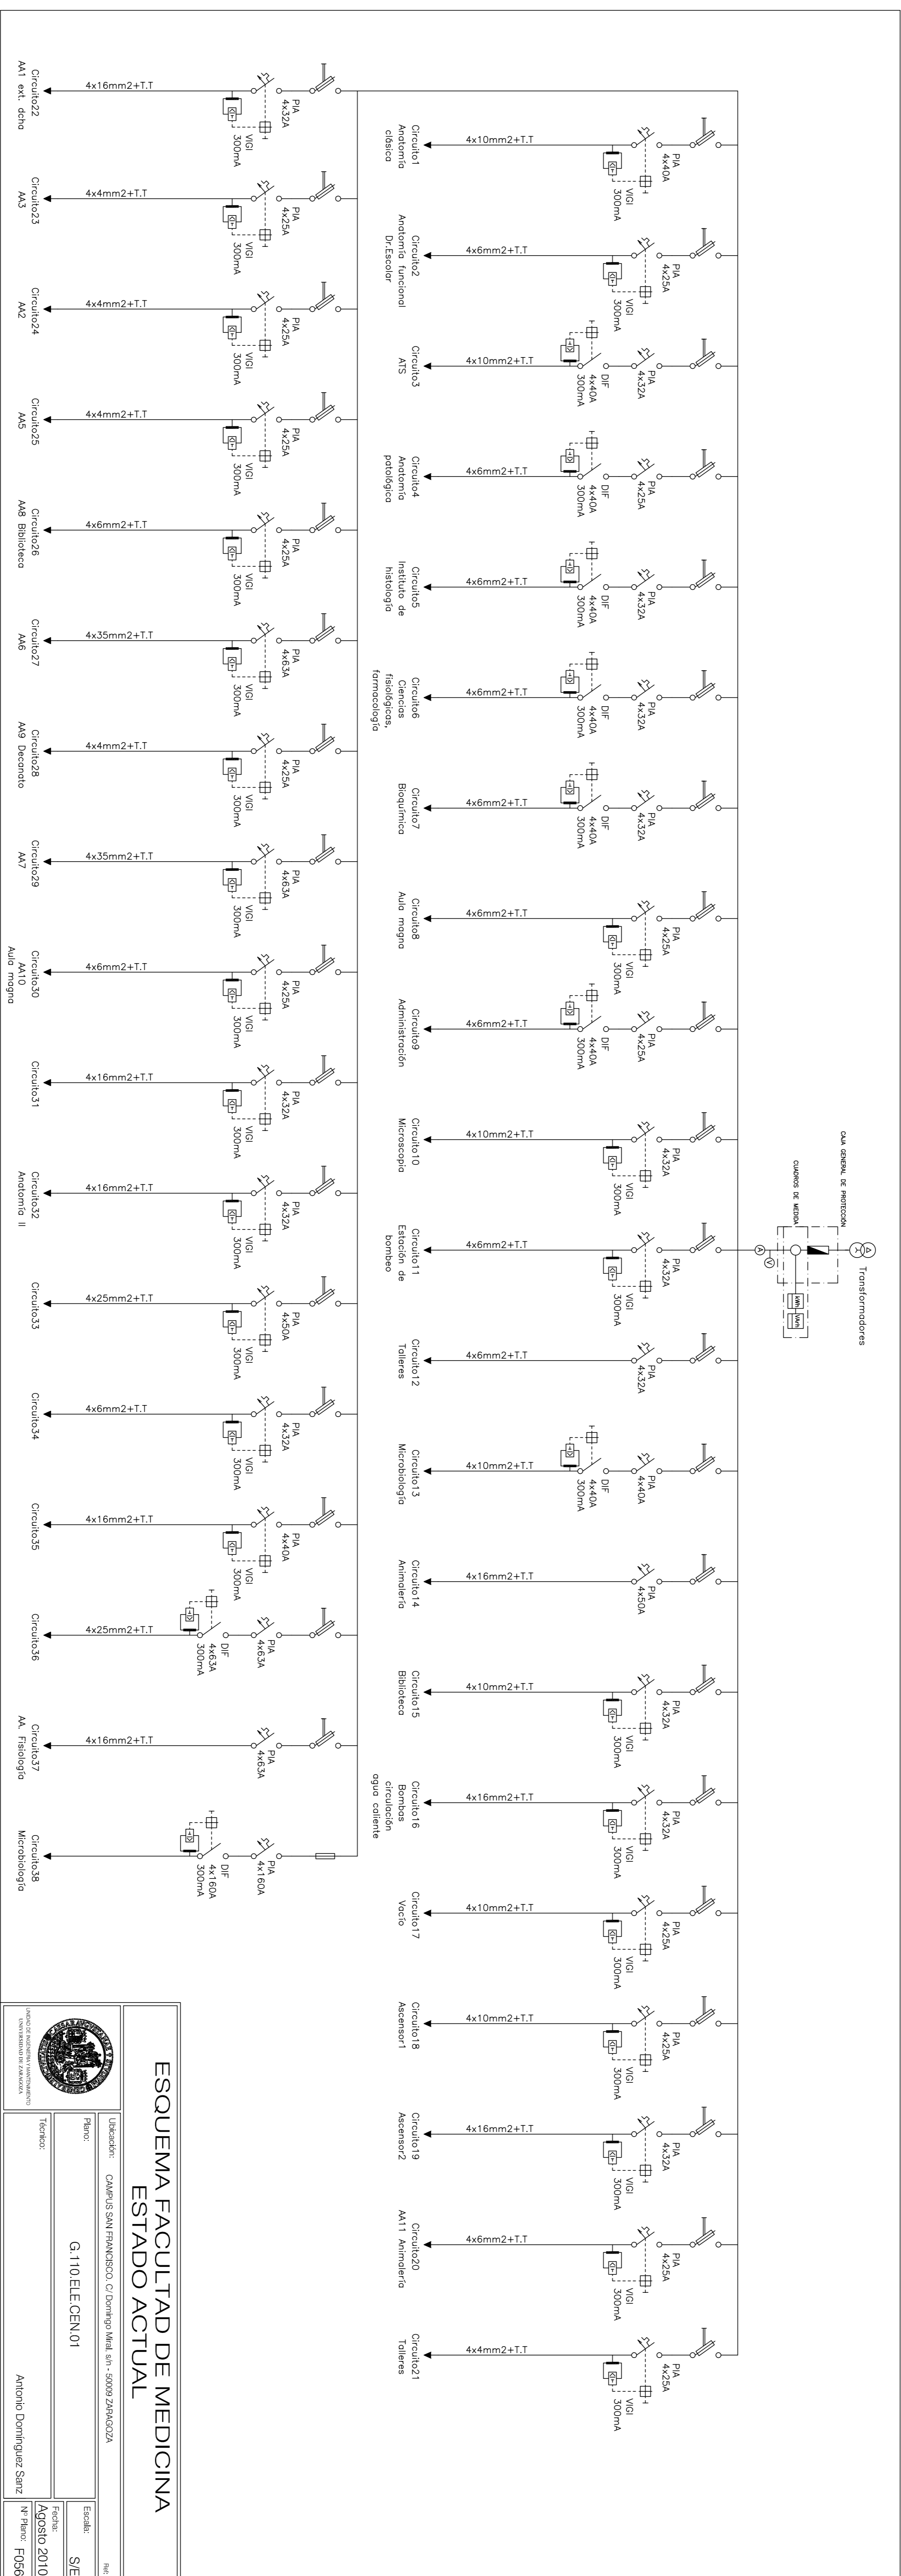 Transformadores
CAJA GENERAL DE PROTECCIÓN
CUADROS DE MEDIDA
kWh
VArh
A
V
PIA
4x40A
VIGI
300mA
4x10mm2+T.T
Circuito1
Anatomía
clásica
PIA
4x25A
VIGI
300mA
4x6mm2+T.T
Circuito2
Anatomía funcional
Dr.Escolar
PIA
4x32A
DIF
4x40A
300mA
4x10mm2+T.T
Circuito3
ATS
PIA
4x25A
DIF
4x40A
300mA
4x6mm2+T.T
Circuito4
Anatomía
patológica
PIA
4x32A
DIF
4x40A
300mA
4x6mm2+T.T
Circuito5
Instituto de
histología
PIA
4x32A
DIF
4x40A
300mA
4x6mm2+T.T
Circuito6
Ciencias
fisiológicas,
farmacología
PIA
4x32A
DIF
4x40A
300mA
4x6mm2+T.T
Circuito7
Bioquímica
PIA
4x25A
VIGI
300mA
4x6mm2+T.T
Circuito8
Aula magna
PIA
4x25A
DIF
4x40A
300mA
4x6mm2+T.T
Circuito9
Administración
PIA
4x32A
VIGI
300mA
4x10mm2+T.T
Circuito10
Microscopia
PIA
4x32A
VIGI
300mA
4x6mm2+T.T
Circuito11
Estación de
bombeo
PIA
4x32A
4x6mm2+T.T
Circuito12
Talleres
PIA
4x40A
DIF
4x40A
300mA
4x10mm2+T.T
Circuito13
Microbiología
PIA
4x50A
4x16mm2+T.T
Circuito14
Animalería
PIA
4x32A
VIGI
300mA
4x10mm2+T.T
Circuito15
Biblioteca
PIA
4x32A
VIGI
300mA
4x16mm2+T.T
Circuito16
Bombas
circulación
agua caliente
PIA
4x25A
VIGI
300mA
4x10mm2+T.T
Circuito17
Vacío
PIA
4x25A
VIGI
300mA
4x10mm2+T.T
Circuito18
Ascensor1
PIA
4x32A
VIGI
300mA
4x16mm2+T.T
Circuito19
Ascensor2
PIA
4x25A
VIGI
300mA
4x6mm2+T.T
Circuito20
AA11 Animalería
PIA
4x25A
VIGI
300mA
4x4mm2+T.T
Circuito21
Talleres
PIA
4x32A
VIGI
300mA
4x16mm2+T.T
Circuito22
AA1 ext. dcha
PIA
4x25A
VIGI
300mA
4x4mm2+T.T
Circuito23
AA3
PIA
4x25A
VIGI
300mA
4x4mm2+T.T
Circuito24
AA2
PIA
4x25A
VIGI
300mA
4x4mm2+T.T
Circuito25
AA5
PIA
4x25A
VIGI
300mA
4x6mm2+T.T
Circuito26
AA8 Biblioteca
PIA
4x63A
VIGI
300mA
4x35mm2+T.T
Circuito27
AA6
PIA
4x25A
VIGI
300mA
4x4mm2+T.T
Circuito28
AA9 Decanato
PIA
4x63A
VIGI
300mA
4x35mm2+T.T
Circuito29
AA7
PIA
4x25A
VIGI
300mA
4x6mm2+T.T
Circuito30
AA10
Aula magna
PIA
4x32A
VIGI
300mA
4x16mm2+T.T
Circuito31
PIA
4x32A
VIGI
300mA
4x16mm2+T.T
Circuito32
Anatomía II
PIA
4x50A
VIGI
300mA
4x25mm2+T.T
Circuito33
PIA
4x32A
VIGI
300mA
4x6mm2+T.T
Circuito34
PIA
4x40A
VIGI
300mA
4x16mm2+T.T
Circuito35
PIA
4x63A
DIF
4x63A
300mA
4x25mm2+T.T
Circuito36
PIA
4x63A
4x16mm2+T.T
Circuito37
AA. Fisiología
PIA
4x160A
DIF
4x160A
300mA
Circuito38
Microbiología
ESQUEMA FACULTAD DE MEDICINA
ESTADO ACTUAL
Ubicación: CAMPUS SAN FRANCISCO. C/ Domingo Miral, s/n - 50009 ZARAGOZA
Ref:
Plano:
G.110.ELE.CEN.01
Escala:
S/E
Técnico:
Antonio Domínguez Sanz
Fecha:
Agosto 2010
Nº Plano: F056
UNIDAD DE INGENIERIA Y MANTENIMIENTO
UNIVERSIDAD DE ZARAGOZA